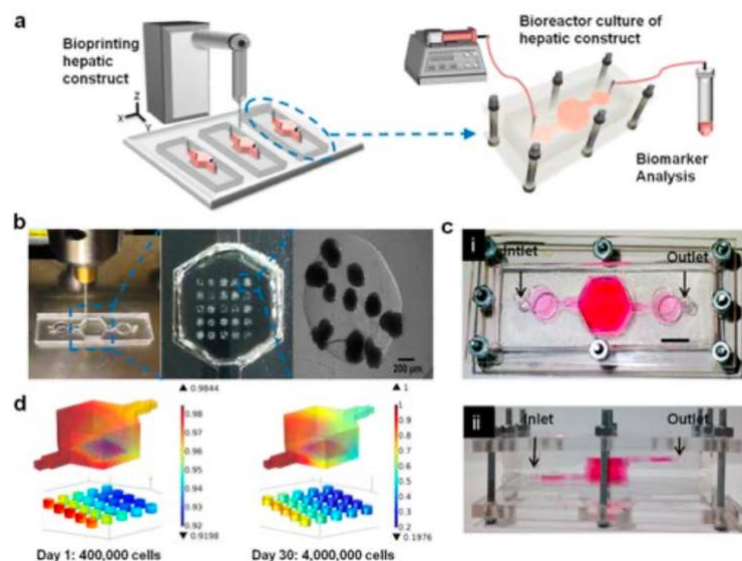 a
Bioprinting
hepatic
construct
Z
X
Y
Bioreactor culture of
hepatic construct
Biomarker
Analysis
b
200 μm
c
i
Inlet
Outlet
ii
Inlet
Outlet
d
▲ 0.9844
0.98
0.97
0.96
0.95
0.94
0.93
0.92
▼ 0.9198
Day 1: 400,000 cells
▲ 1
1
0.9
0.8
0.7
0.6
0.5
0.4
0.3
0.2
▼ 0.1976
Day 30: 4,000,000 cells